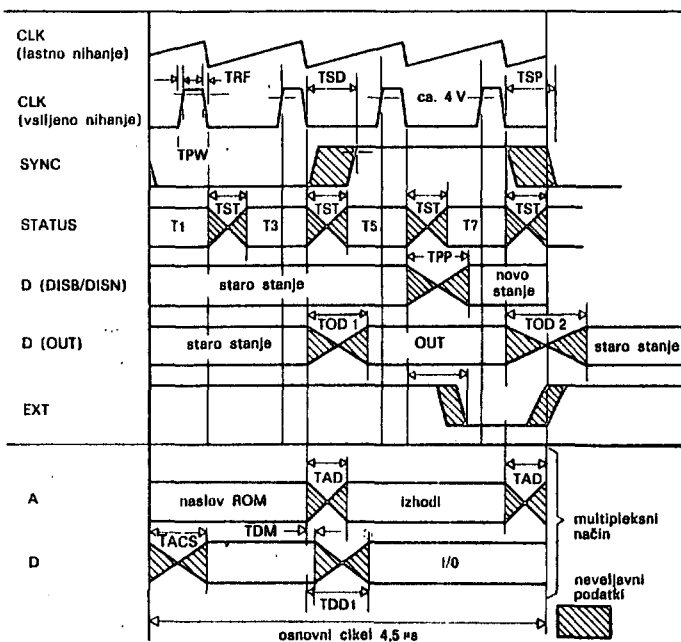 CLK
(lastno nihanje)
TRF
TSD
TSP
CLK
(vsiljeno nihanje)
ca. 4 V
TPW
SYNC
STATUS
T1
TST
T3
TST
T5
TST
T7
TST
D (DISB/DISN)
staro stanje
TPP
novo
stanje
D (OUT)
staro stanje
TOD 1
OUT
TOD 2
staro stanje
EXT
A
naslov ROM
TAD
izhodi
TAD
multipleksni
način
D
TACS
TDM
TDD1
I/0
neveljavni
podatki
osnovni cikel 4,5 µs